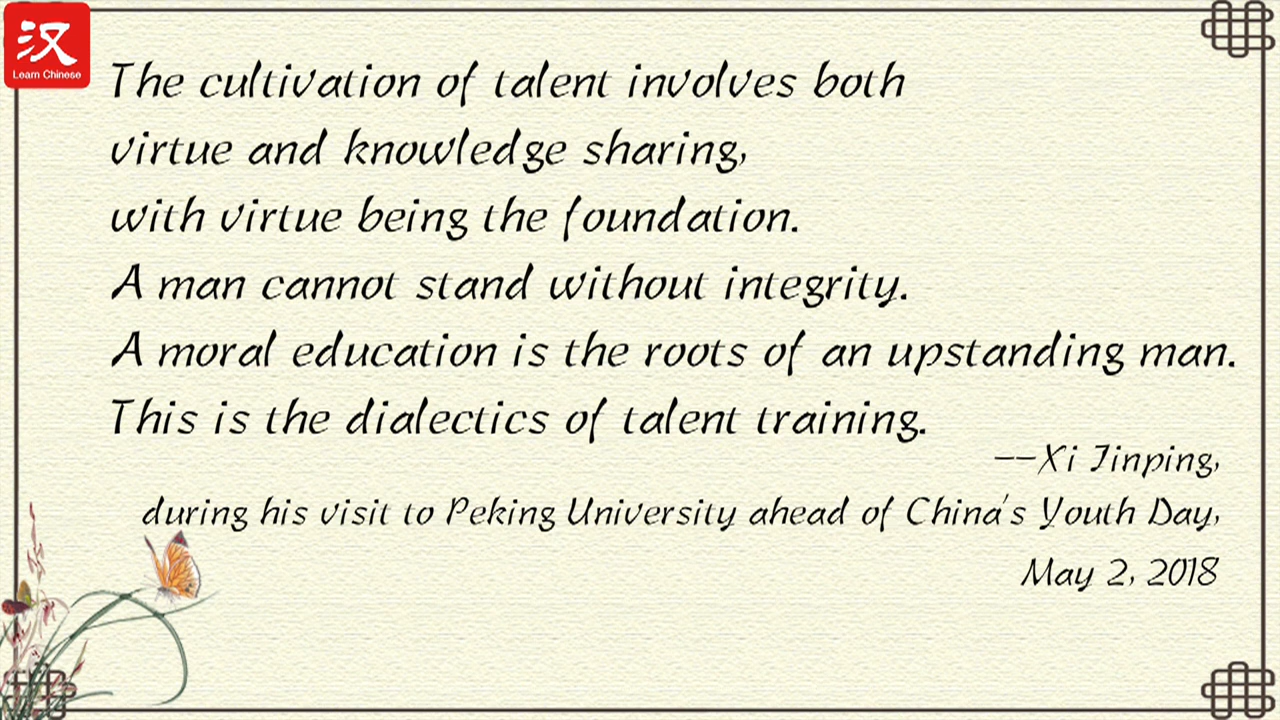 汉
Learn Chinese
The cultivation of talent involves both
virtue and knowledge sharing,
with virtue being the foundation.
A man cannot stand without integrity.
A moral education is the roots of an upstanding man.
This is the dialectics of talent training.
--Xi Jinping,
during his visit to Peking University ahead of China's Youth Day,
May 2, 2018